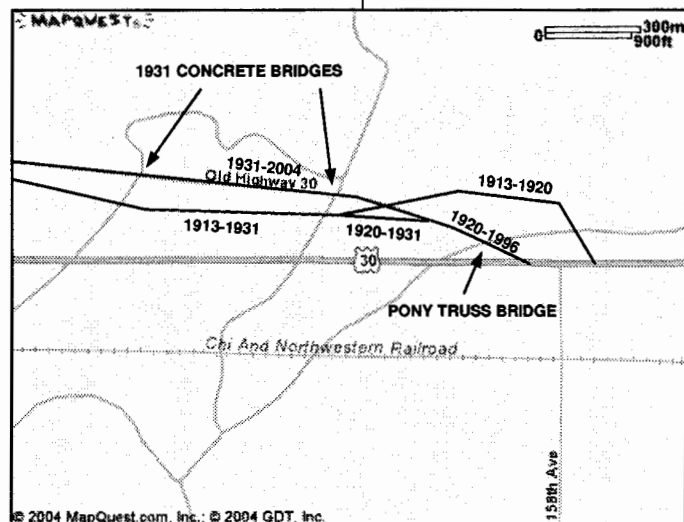 MAPQUEST
0 300m
900ft
1931 CONCRETE BRIDGES
1931-2004
Old Highway 30
1913-1920
1913-1931
1920-1931
1920-1996
30
PONY TRUSS BRIDGE
Chi And Northwestern Railroad
158th Ave
© 2004 MapQuest.com, Inc.; © 2004 GDT, Inc.